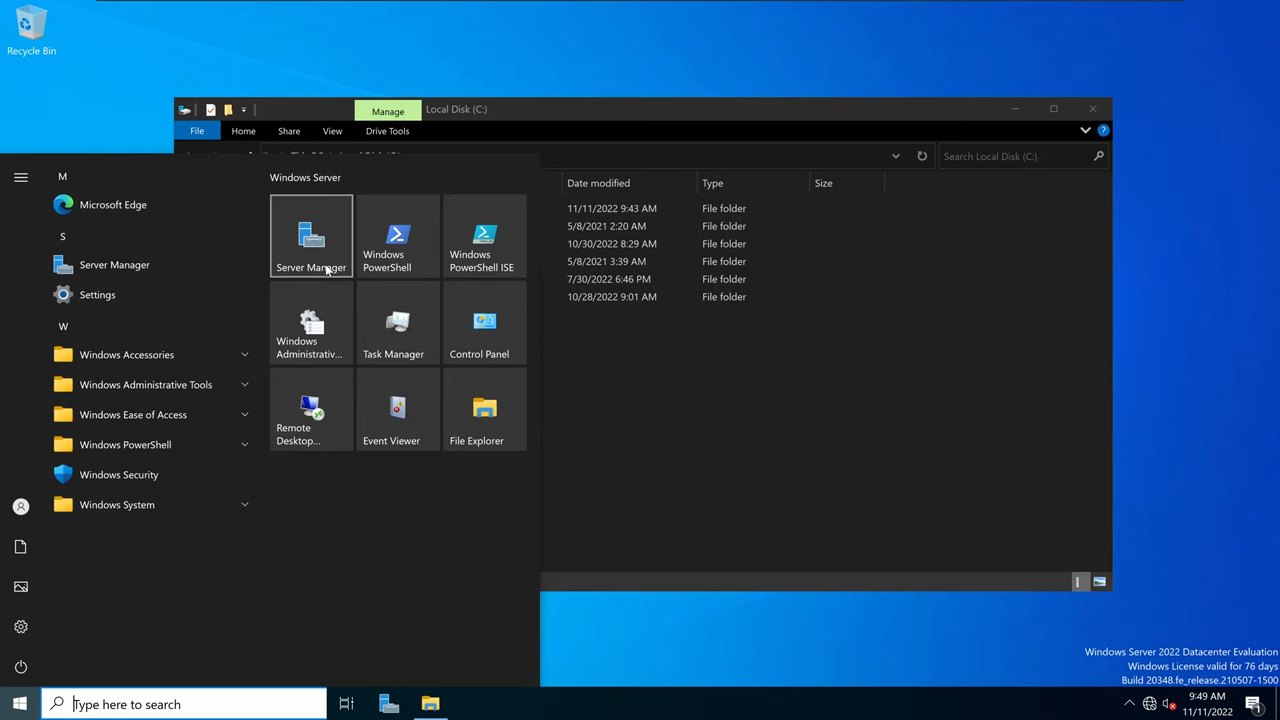 Recycle Bin
Manage
Local Disk (C:)
File
Home
Share
View
Drive Tools
Search Local Disk (C:)
Date modified
Type
Size
11/11/2022 9:43 AM
File folder
5/8/2021 2:20 AM
File folder
10/30/2022 8:29 AM
File folder
5/8/2021 3:39 AM
File folder
7/30/2022 6:46 PM
File folder
10/28/2022 9:01 AM
File folder
M
Microsoft Edge
S
Server Manager
Settings
W
Windows Accessories
Windows Administrative Tools
Windows Ease of Access
Windows PowerShell
Windows Security
Windows System
Windows Server
Server Manager
Windows
PowerShell
Windows
PowerShell ISE
Windows
Administrativ...
Task Manager
Control Panel
Remote
Desktop...
Event Viewer
File Explorer
Windows Server 2022 Datacenter Evaluation
Windows License valid for 76 days
Build 20348.fe_release.210507-1500
Type here to search
9:49 AM
11/11/2022
1